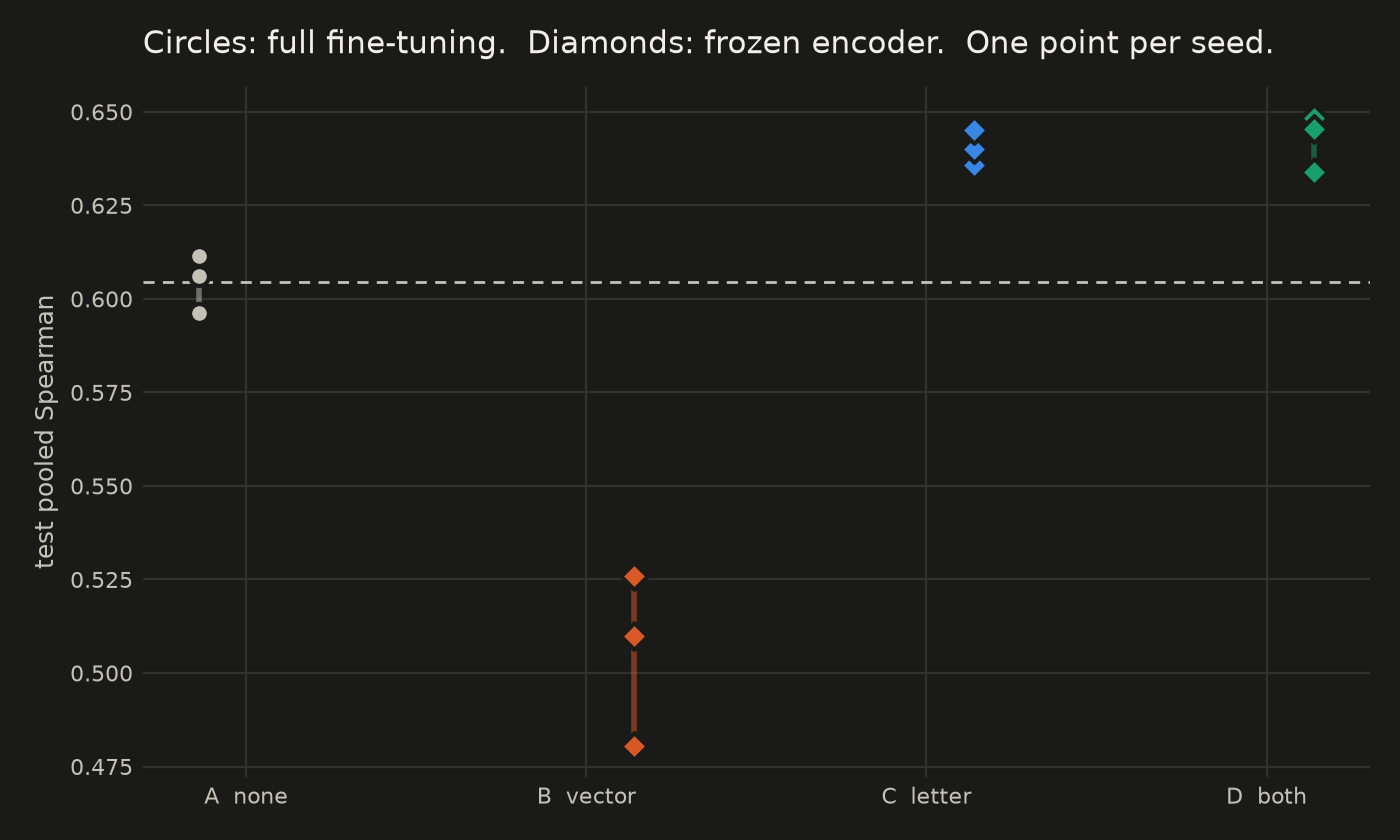 Circles: full fine-tuning.  Diamonds: frozen encoder.  One point per seed.
test pooled Spearman
0.650
0.625
0.600
0.575
0.550
0.525
0.500
0.475
A  none
B  vector
C  letter
D  both